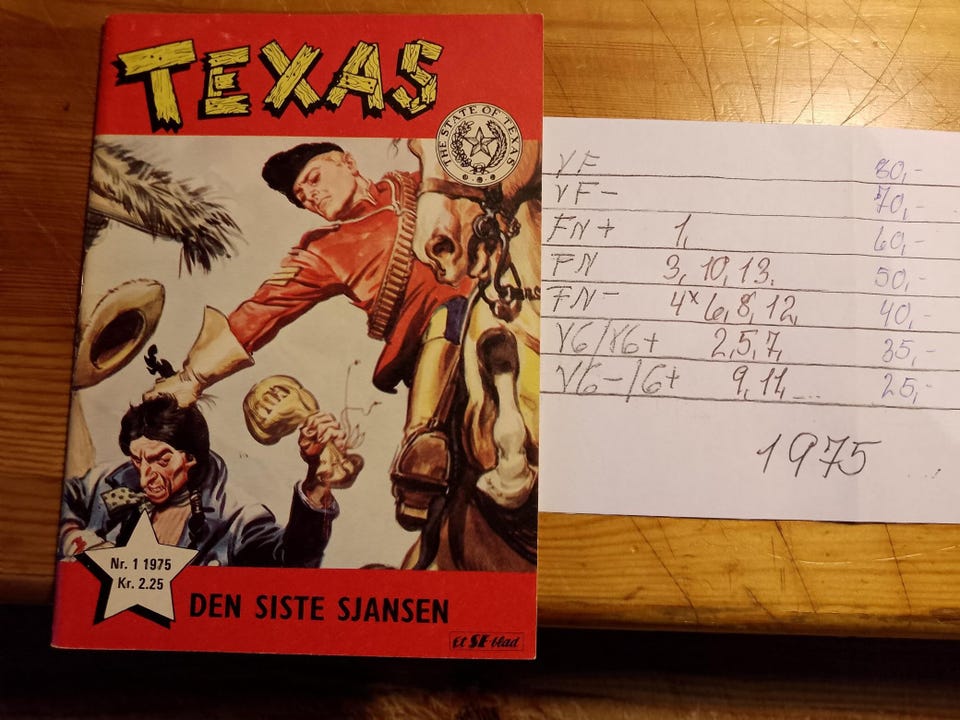 TEXAS
THE STATE OF TEXAS
Nr. 1 1975
Kr. 2.25
DEN SISTE SJANSEN
Et SE-blad
VF 80,-
VF- 70,-
FN+ 1, 60,-
FN 3, 10, 13. 50,-
FN- 4x 6, 8, 12, 40,-
VG/VG+ 2, 5, 7, 35,-
VG-/G+ 9, 11, ... 25,-
1975